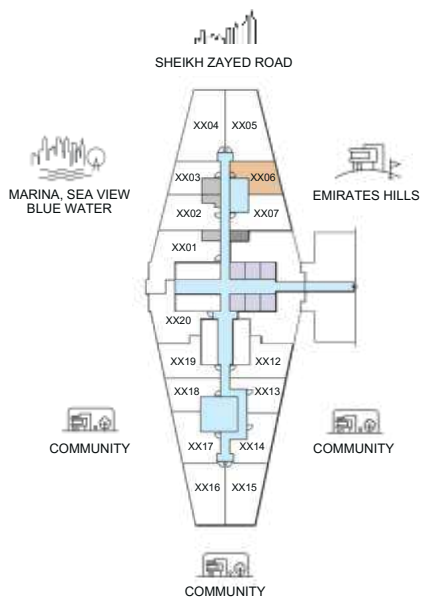 SHEIKH ZAYED ROAD
XX04
XX05
XX03
XX06
MARINA, SEA VIEW
BLUE WATER
EMIRATES HILLS
XX02
XX07
XX01
XX20
XX19
XX12
XX18
XX13
COMMUNITY
COMMUNITY
XX17
XX14
XX16
XX15
COMMUNITY